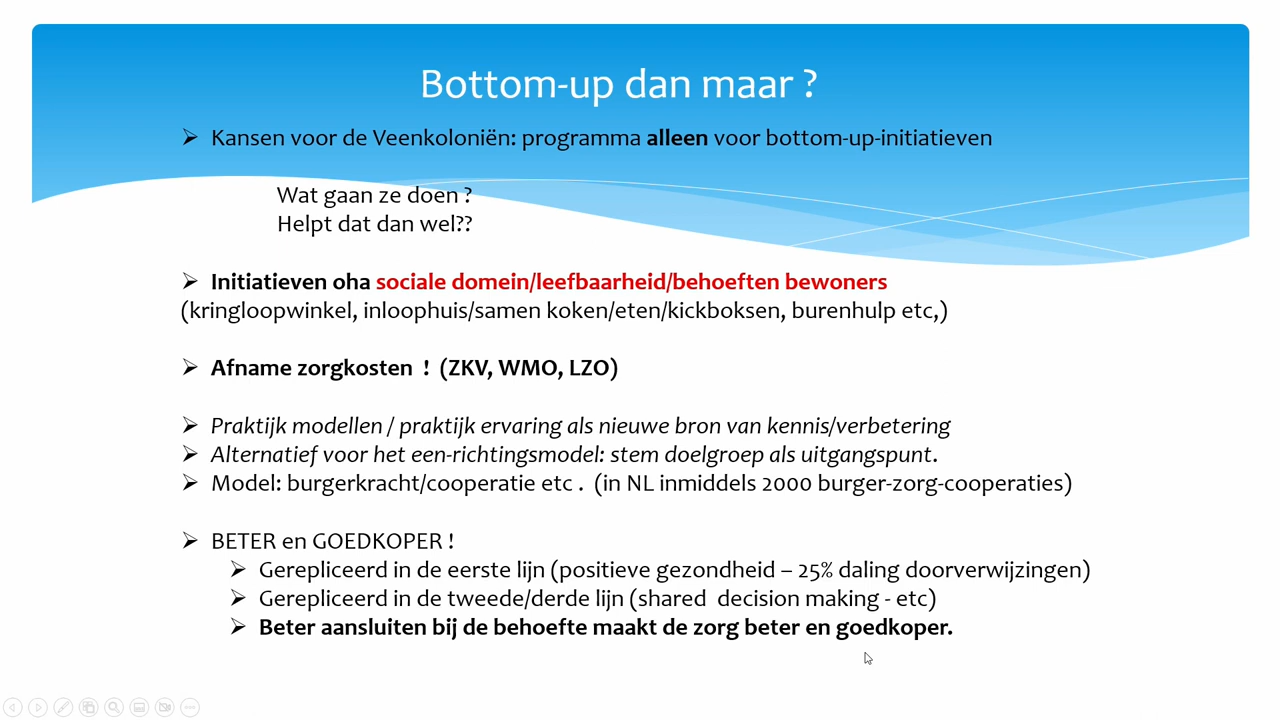 Bottom-up dan maar ?
➢ Kansen voor de Veenkoloniën: programma alleen voor bottom-up-initiatieven
Wat gaan ze doen ?
Helpt dat dan wel??
➢ Initiatieven oha sociale domein/leefbaarheid/behoeften bewoners
(kringloopwinkel, inloophuis/samen koken/eten/kickboksen, burenhulp etc,)
➢ Afname zorgkosten ! (ZKV, WMO, LZO)
➢ Praktijk modellen / praktijk ervaring als nieuwe bron van kennis/verbetering
➢ Alternatief voor het een-richtingsmodel: stem doelgroep als uitgangspunt.
➢ Model: burgerkracht/cooperatie etc . (in NL inmiddels 2000 burger-zorg-cooperaties)
➢ BETER en GOEDKOPER !
➢ Gerepliceerd in de eerste lijn (positieve gezondheid – 25% daling doorverwijzingen)
➢ Gerepliceerd in de tweede/derde lijn (shared decision making - etc)
➢ Beter aansluiten bij de behoefte maakt de zorg beter en goedkoper.